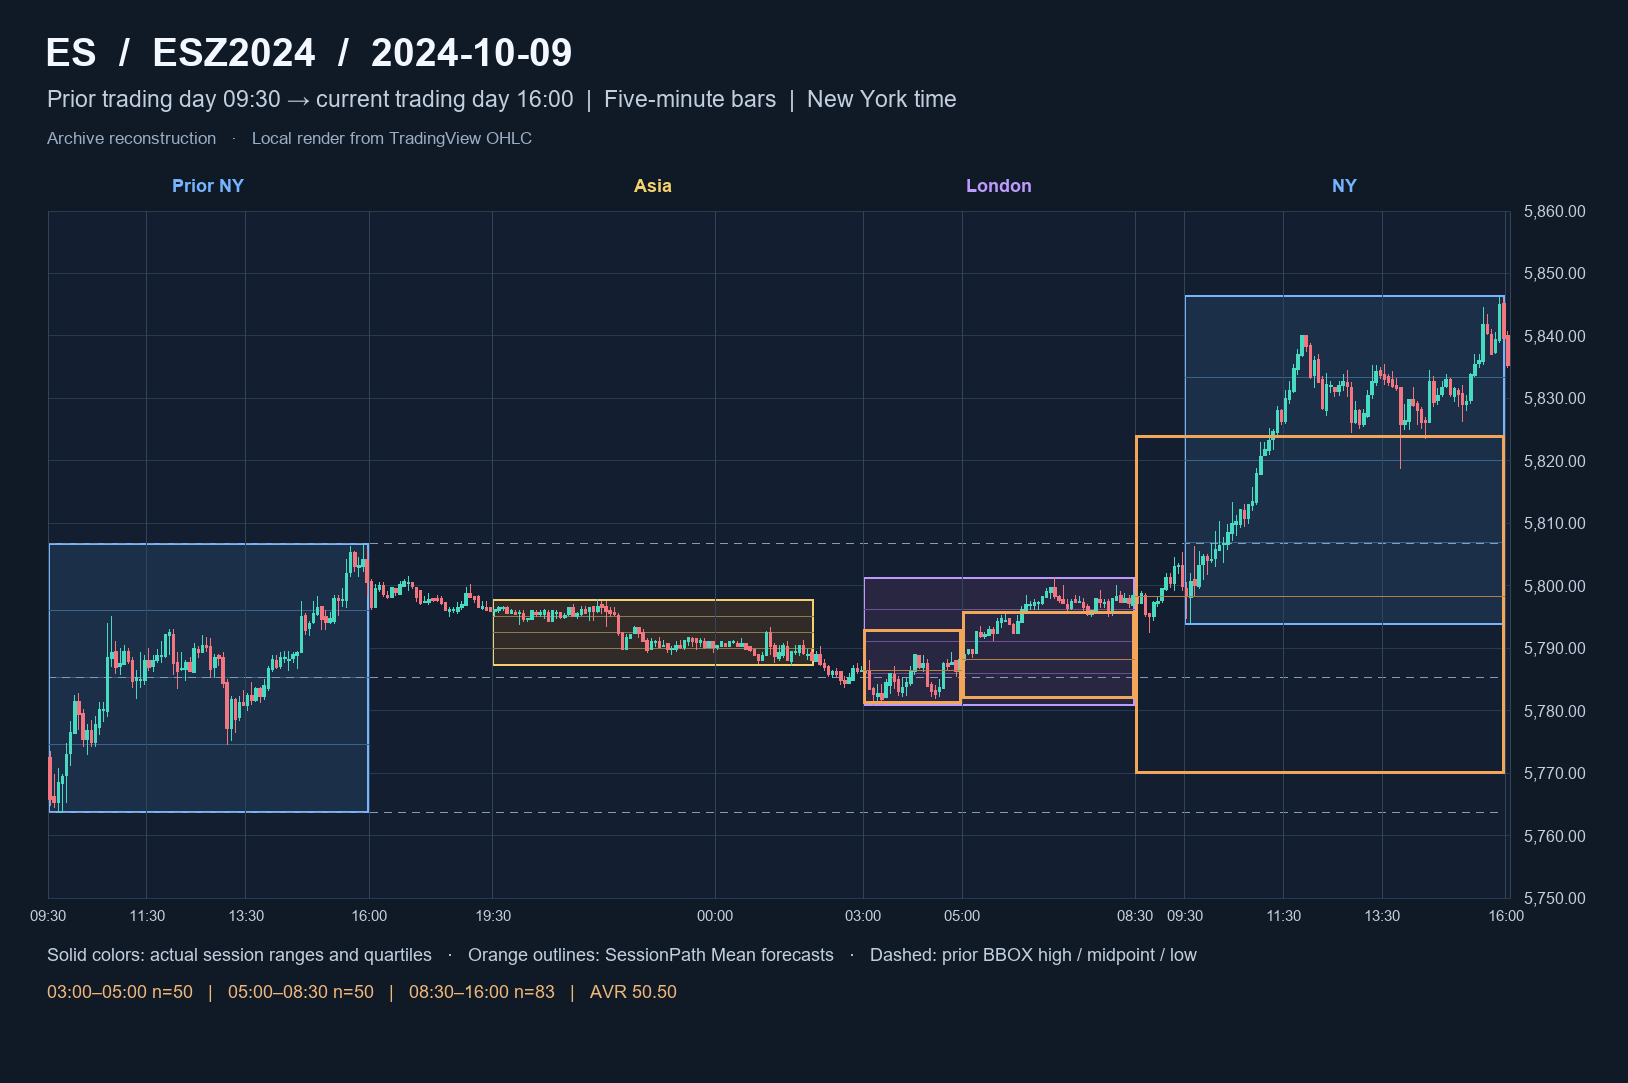 ES / ESZ2024 / 2024-10-09
Prior trading day 09:30 → current trading day 16:00 | Five-minute bars | New York time
Archive reconstruction · Local render from TradingView OHLC
Prior NY Asia London NY
5,860.00
5,850.00
5,840.00
5,830.00
5,820.00
5,810.00
5,800.00
5,790.00
5,780.00
5,770.00
5,760.00
5,750.00
09:30 11:30 13:30 16:00 19:30 00:00 03:00 05:00 08:30 09:30 11:30 13:30 16:00
Solid colors: actual session ranges and quartiles · Orange outlines: SessionPath Mean forecasts · Dashed: prior BBOX high / midpoint / low
03:00–05:00 n=50 | 05:00–08:30 n=50 | 08:30–16:00 n=83 | AVR 50.50